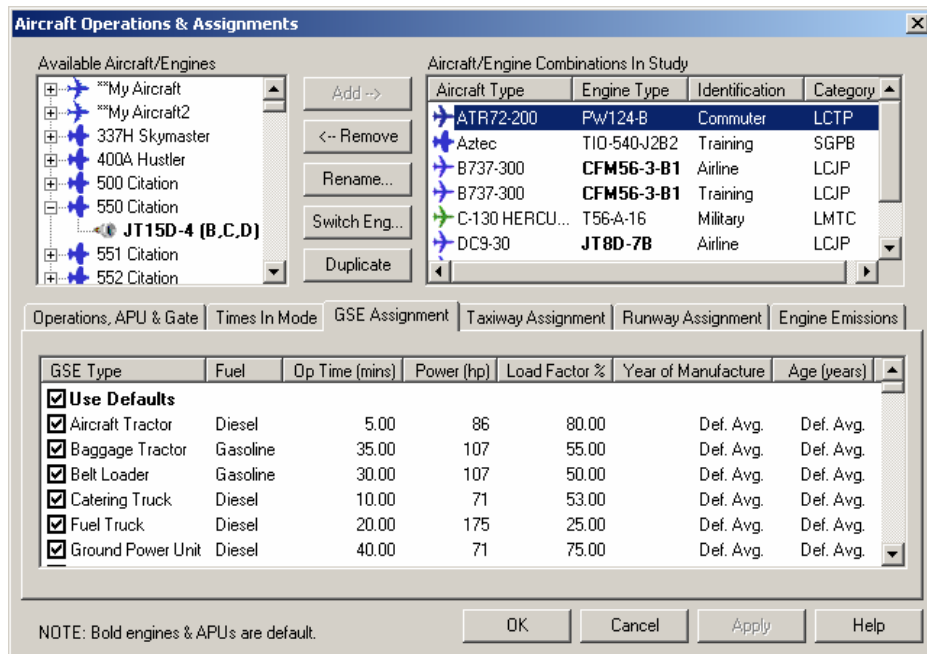 Aircraft Operations & Assignments
Available Aircraft/Engines
**My Aircraft
**My Aircraft2
337H Skymaster
400A Hustler
500 Citation
550 Citation
JT15D-4 (B,C,D)
551 Citation
552 Citation
Add -->
<-- Remove
Rename...
Switch Eng...
Duplicate
Aircraft/Engine Combinations In Study
Aircraft Type Engine Type Identification Category
ATR72-200 PW124-B Commuter LCTP
Aztec TIO-540-J2B2 Training SGPB
B737-300 CFM56-3-B1 Airline LCJP
B737-300 CFM56-3-B1 Training LCJP
C-130 HERCU... T56-A-16 Military LMTC
DC9-30 JT8D-7B Airline LCJP
Operations, APU & Gate Times In Mode GSE Assignment Taxiway Assignment Runway Assignment Engine Emissions
GSE Type Fuel Op Time (mins) Power (hp) Load Factor % Year of Manufacture Age (years)
Use Defaults
Aircraft Tractor Diesel 5.00 86 80.00 Def. Avg. Def. Avg.
Baggage Tractor Gasoline 35.00 107 55.00 Def. Avg. Def. Avg.
Belt Loader Gasoline 30.00 107 50.00 Def. Avg. Def. Avg.
Catering Truck Diesel 10.00 71 53.00 Def. Avg. Def. Avg.
Fuel Truck Diesel 20.00 175 25.00 Def. Avg. Def. Avg.
Ground Power Unit Diesel 40.00 71 75.00 Def. Avg. Def. Avg.
NOTE: Bold engines & APUs are default.
OK Cancel Apply Help